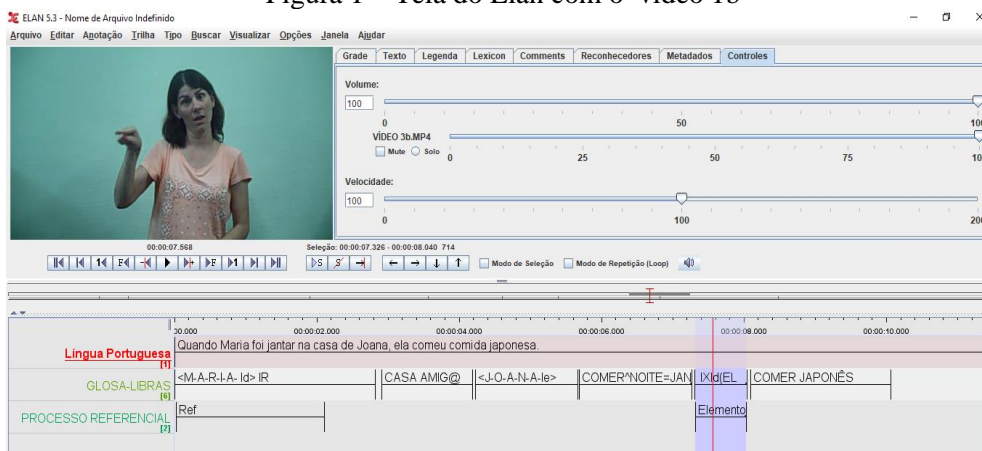 Figura 1 – Tela do Elan com o vídeo 1b
ELAN 5.3 - Nome de Arquivo Indefinido
Arquivo Editar Anotação Trilha Tipo Buscar Visualizar Opções Janela Ajudar
Grade Texto Legenda Lexicon Comments Reconhecedores Metadados Controles
Volume:
100
0 50 100
VÍDEO 3b.MP4
Mute Solo
0 25 50 75 10
Velocidade:
100
0 100 200
00:00:07.568
Seleção: 00:00:07.326 - 00:00:08.040 714
1 F F 1 S S Modo de Seleção Modo de Repetição (Loop)
00.000 00:00:02.000 00:00:04.000 00:00:06.000 00:00:08.000 00:00:10.000
Língua Portuguesa Quando Maria foi jantar na casa de Joana, ela comeu comida japonesa.
[1]
GLOSA-LIBRAS <M-A-R-I-A- Id> IR CASA AMIG@ <J-O-A-N-A-Ie> COMER^NOITE=JAN IXId(EL COMER JAPONÊS
[6]
PROCESSO REFERENCIAL Ref Elemento
[2]